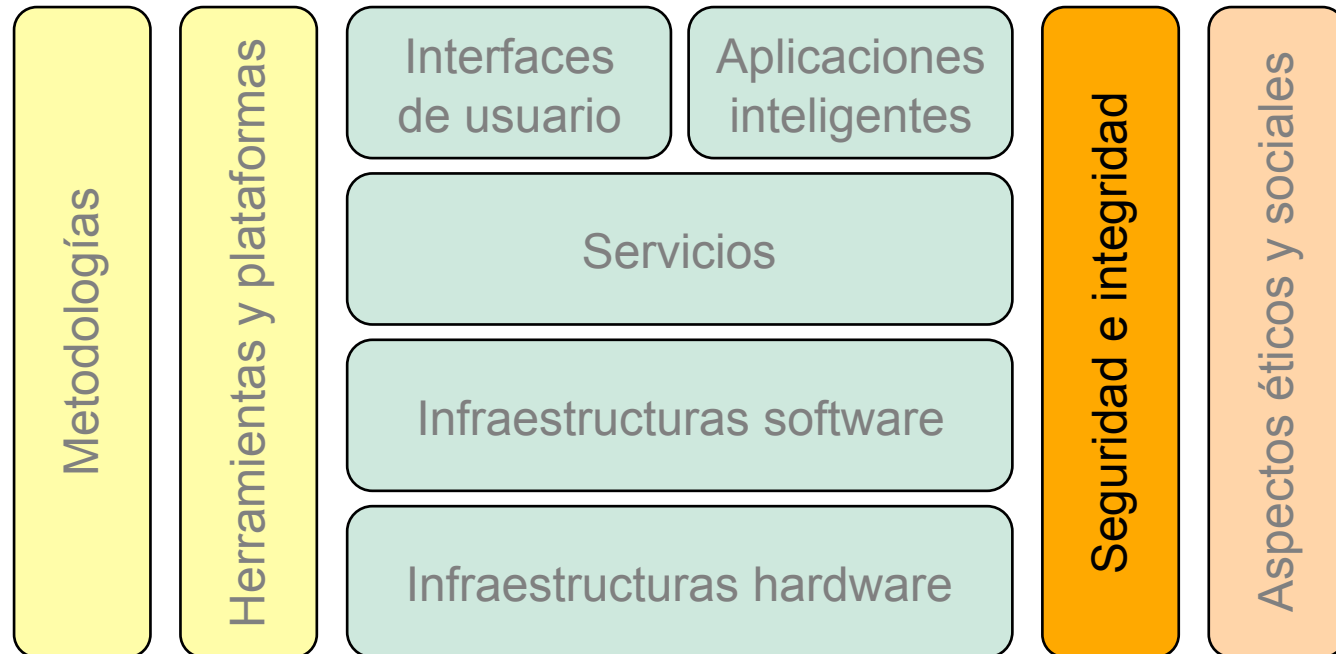 Metodologías
Herramientas y plataformas
Interfaces
de usuario
Aplicaciones
inteligentes
Servicios
Infraestructuras software
Infraestructuras hardware
Seguridad e integridad
Aspectos éticos y sociales